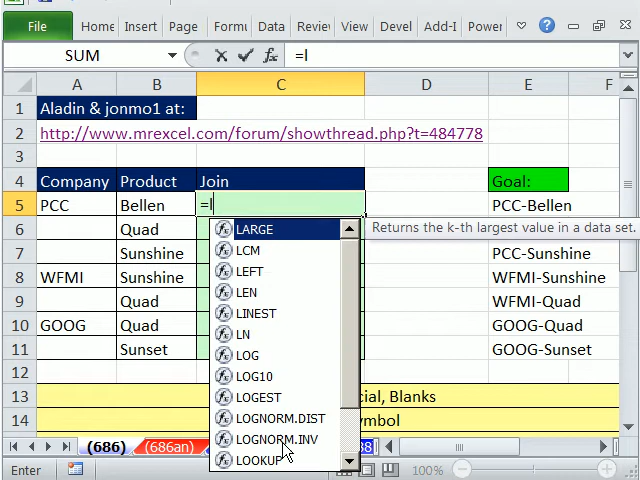 File Home Insert Page Formu Data Review View Devel Add-I Power
SUM =l
A B C D E F
1 Aladin & jonmo1 at:
2 http://www.mrexcel.com/forum/showthread.php?t=484778
3
4 Company Product Join Goal:
5 PCC Bellen =l PCC-Bellen
Returns the k-th largest value in a data set.
6 Quad
7 Sunshine PCC-Sunshine
8 WFMI Sunshine WFMI-Sunshine
9 Quad WFMI-Quad
10 GOOG Quad GOOG-Quad
11 Sunset GOOG-Sunset
12
13 cial, Blanks
14 ymbol
LARGE
LCM
LEFT
LEN
LINEST
LN
LOG
LOG10
LOGEST
LOGNORM.DIST
LOGNORM.INV
LOOKUP
(686) (686an) 88
Enter 100%